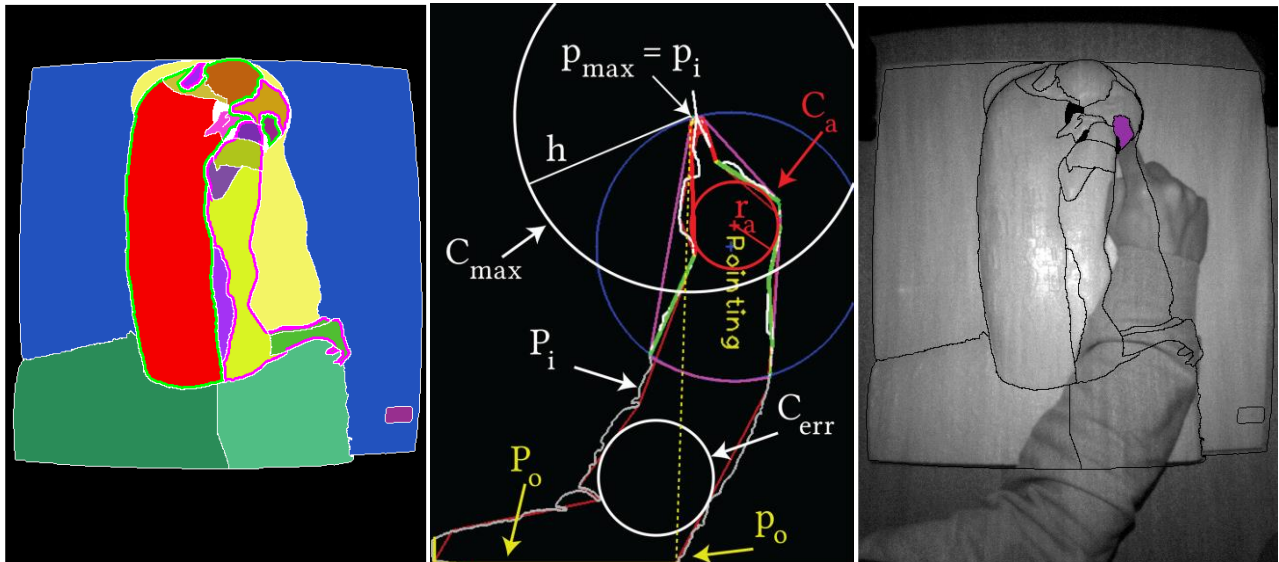 p_max = p_i
C_a
h
r_a
Pointing
C_max
P_i
C_err
P_o
p_o